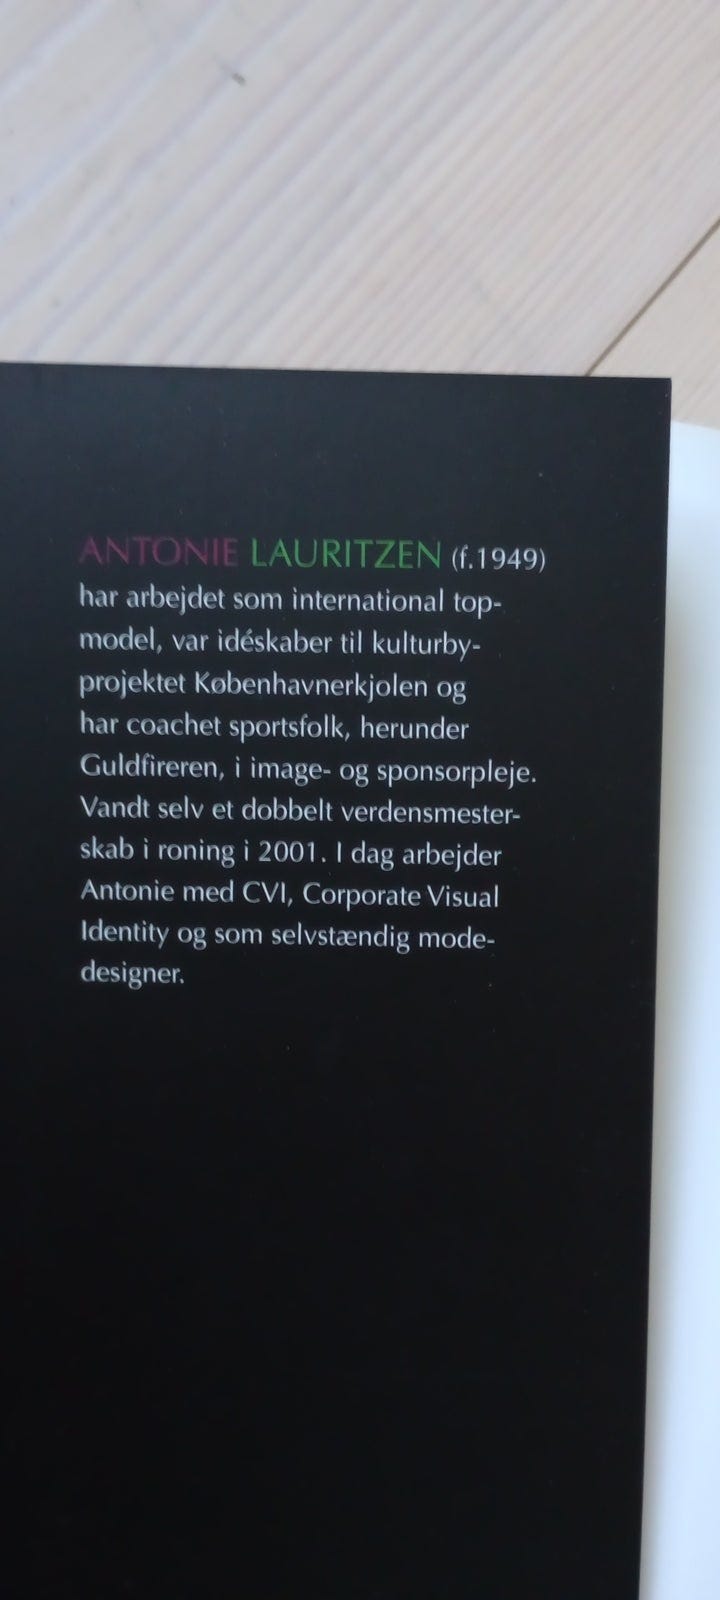 ANTONIE LAURITZEN (f.1949)
har arbejdet som international top-
model, var idéskaber til kulturby-
projektet Københavnerkjolen og
har coachet sportsfolk, herunder
Guldfireren, i image- og sponsorpleje.
Vandt selv et dobbelt verdensmester-
skab i roning i 2001. I dag arbejder
Antonie med CVI, Corporate Visual
Identity og som selvstændig mode-
designer.